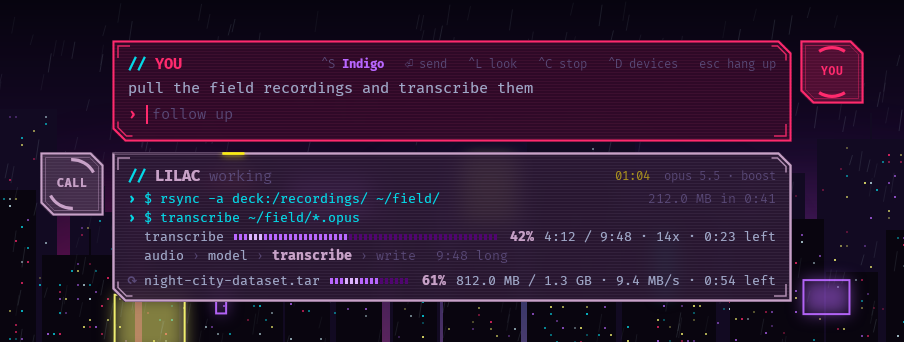 // YOU ^S Indigo ⏎ send ^T look ^C stop ^D devices esc hang up
YOU
pull the field recordings and transcribe them
› follow up
CALL
// LILAC working 01:04 opus 5.5 · boost
› $ rsync -a deck:/recordings/ ~/field/ 212.0 MB in 0:41
› $ transcribe ~/field/*.opus
transcribe 42% 4:12 / 9:48 · 14x · 0:23 left
audio › model › transcribe › write 9:48 long
⟳ night-city-dataset.tar 61% 812.0 MB / 1.3 GB · 9.4 MB/s · 0:54 left